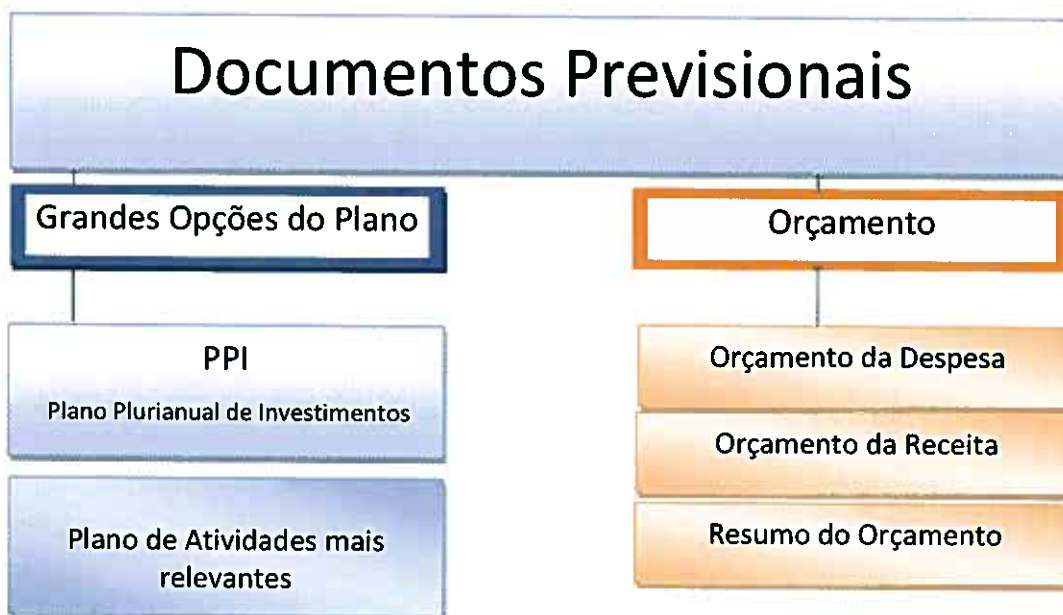 Documentos Previsionais
Grandes Opções do Plano
PPI
Plano Plurianual de Investimentos
Plano de Atividades mais
relevantes
Orçamento
Orçamento da Despesa
Orçamento da Receita
Resumo do Orçamento